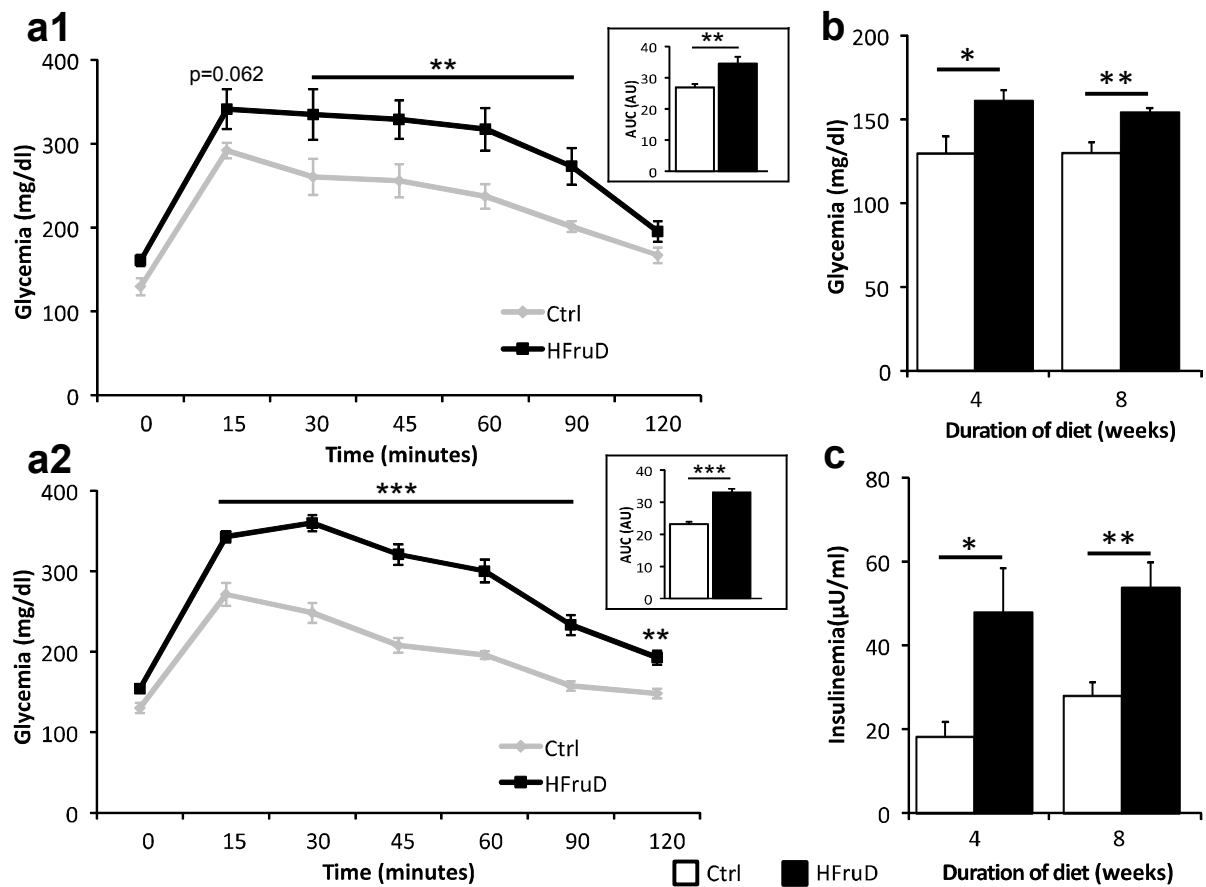 a1
400
300
200
100
0
Glycemia (mg/dl)
p=0.062
**
Ctrl
HFruD
0 15 30 45 60 90 120
Time (minutes)
40
30
20
10
0
AUC (AU)
**
b
200
150
100
50
0
Glycemia (mg/dl)
*
**
4 8
Duration of diet (weeks)
a2
400
300
200
100
0
Glycemia (mg/dl)
***
**
Ctrl
HFruD
0 15 30 45 60 90 120
Time (minutes)
40
30
20
10
0
AUC (AU)
***
c
80
60
40
20
0
Insulinemia(µU/ml)
*
**
4 8
Duration of diet (weeks)
Ctrl HFruD